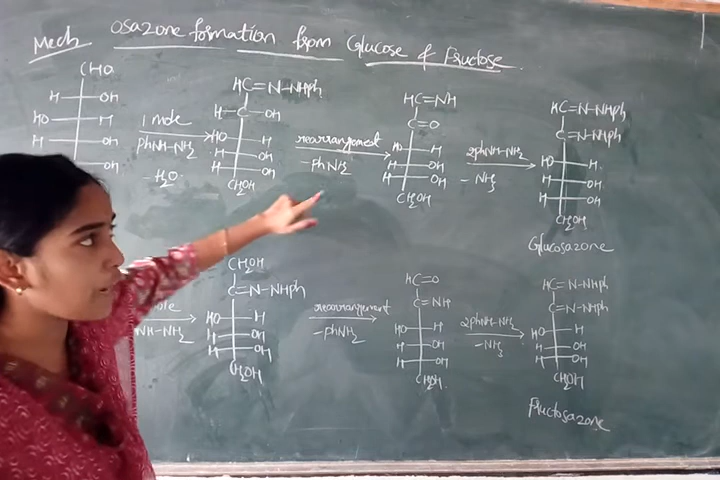 Mech Osazone formation from Glucose & Fructose.
CHO
H OH
HO H
H OH
OH
1 mole
phNH-NH2
-H2O.
HC=N-NHph
H-C-OH
HO H
H OH
H OH
CH2OH
rearrangement
-phNH2
HC=NH
C=O
HO H
H OH
H OH
CH2OH
2phNH-NH2
-NH3
HC=N-NHph
C=N-NHph
HO H
H OH
H OH
CH2OH
Glucosazone
NH-NH2
CH2OH
C=N-NHph
HO H
H OH
H OH
CH2OH
rearrangement
-phNH2
HC=O
C=NH
HO H
H OH
H OH
CH2OH
2phNH-NH2
-NH3
HC=N-NHph
C=N-NHph
HO H
H OH
H OH
CH2OH
Fructosazone